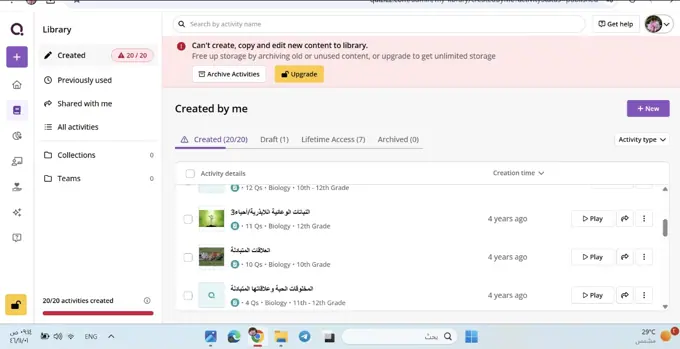 Library
Search by activity name
Get help
Created
20 / 20
Previously used
Shared with me
All activities
Collections 0
Teams 0
20/20 activities created
Can't create, copy and edit new content to library.
Free up storage by archiving old or unused content, or upgrade to get unlimited storage
Archive Activities
Upgrade
Created by me
+ New
Created (20/20) Draft (1) Lifetime Access (7) Archived (0)
Activity type
Activity details Creation time
12 Qs • Biology • 10th - 12th Grade
النباتات الوعائية اللابذرية/أحياء3
11 Qs • Biology • 12th Grade
4 years ago
Play
العلاقات المتبادلة
10 Qs • Biology • 10th Grade
4 years ago
Play
المخلوقات الحية وعلاقاتها المتبادلة
4 Qs • Biology • 11th - 12th Grade
4 years ago
Play
ENG
بحث
29°C
مشمس